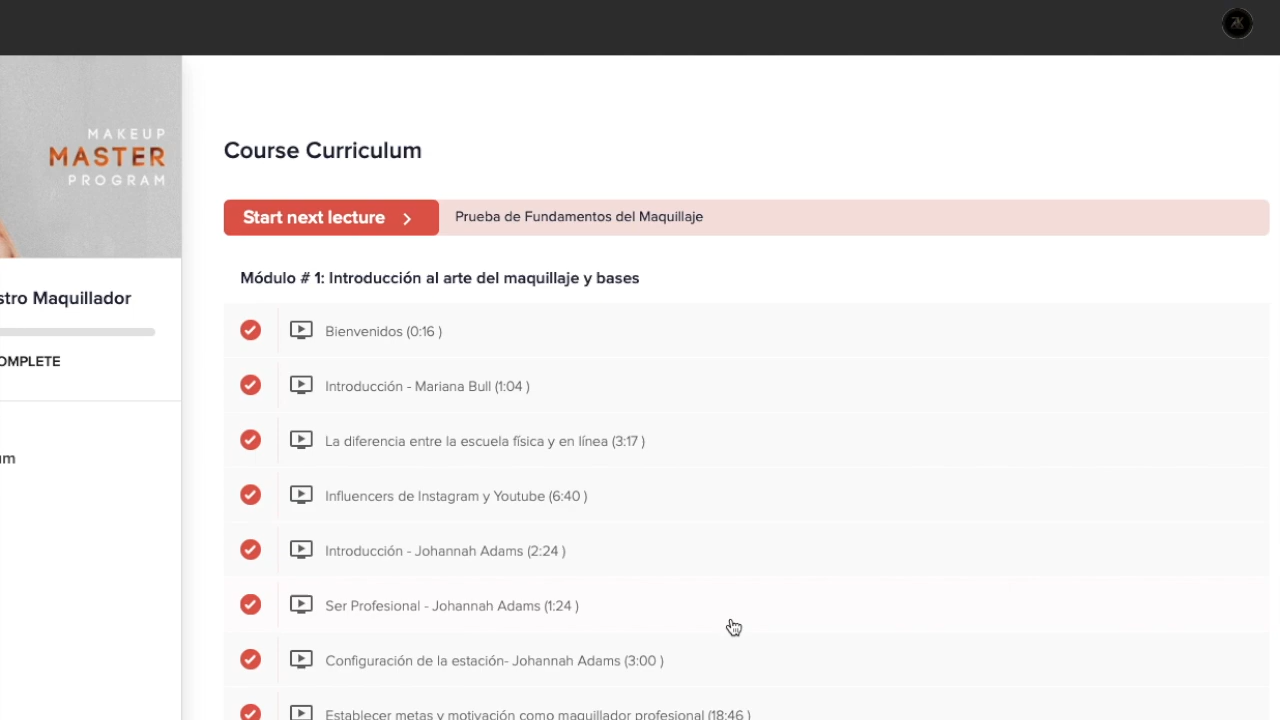 MAKEUP
MASTER
PROGRAM
stro Maquillador
OMPLETE
um
Course Curriculum
Start next lecture
Prueba de Fundamentos del Maquillaje
Módulo # 1: Introducción al arte del maquillaje y bases
Bienvenidos (0:16 )
Introducción - Mariana Bull (1:04 )
La diferencia entre la escuela física y en línea (3:17 )
Influencers de Instagram y Youtube (6:40 )
Introducción - Johannah Adams (2:24 )
Ser Profesional - Johannah Adams (1:24 )
Configuración de la estación- Johannah Adams (3:00 )
Establecer metas y motivación como maquillador profesional (18:46 )